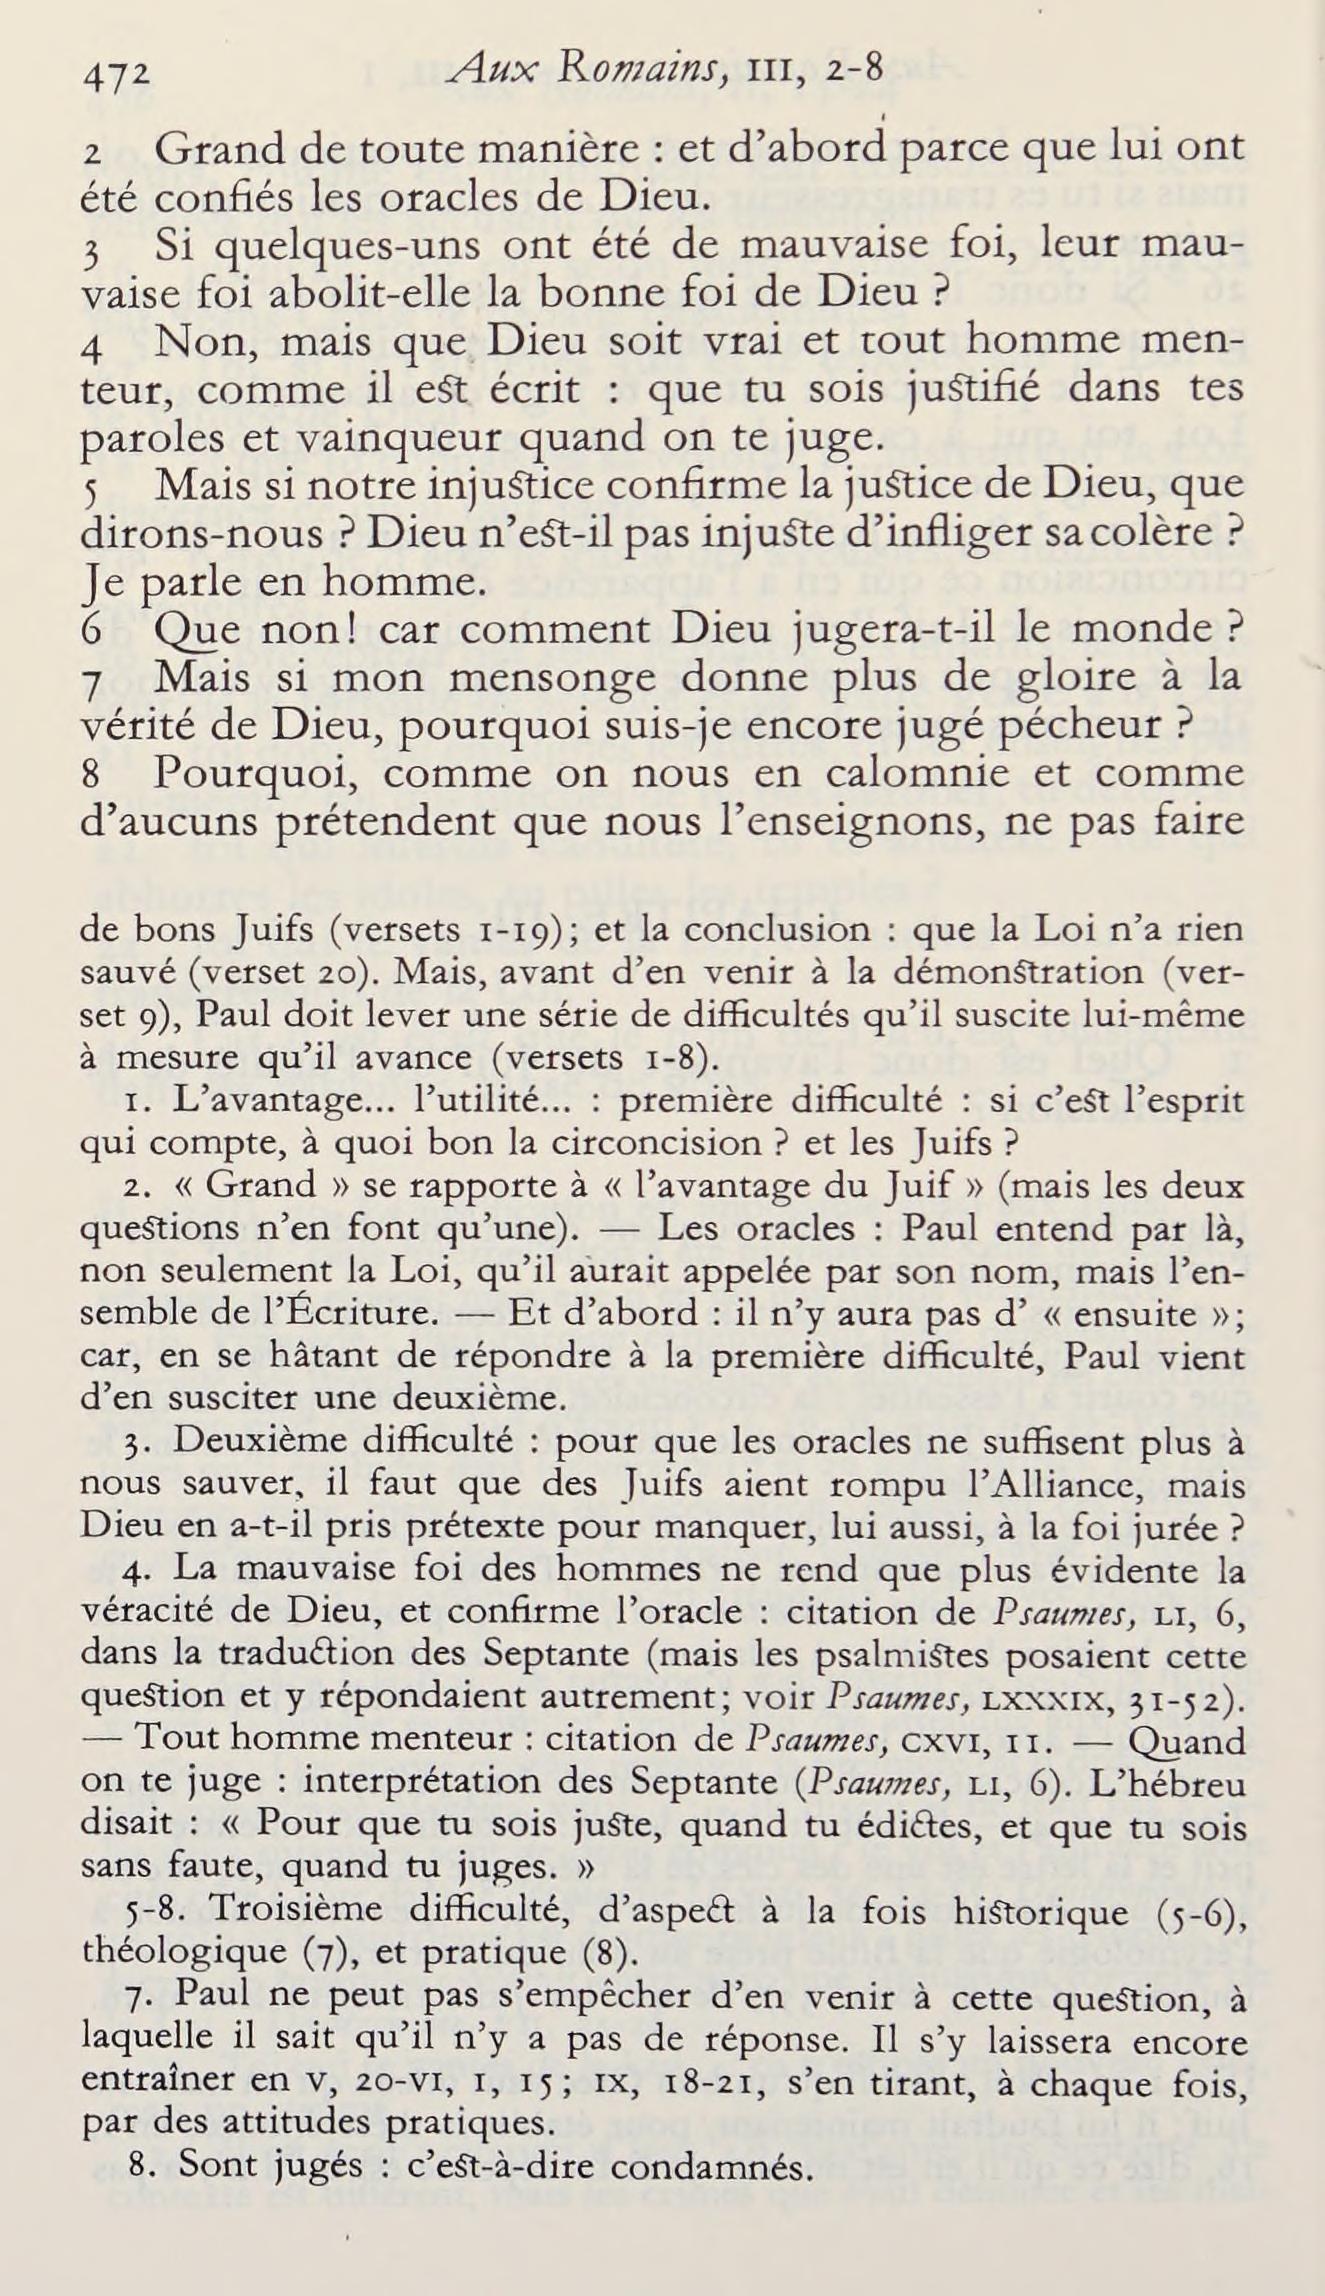 472
Aux Romains, III, 2-8
2 Grand de toute manière : et d'abord parce que lui ont
été confiés les oracles de Dieu.
3 Si quelques-uns ont été de mauvaise foi, leur mau-
vaise foi abolit-elle la bonne foi de Dieu ?
4 Non, mais que Dieu soit vrai et tout homme men-
teur, comme il est écrit : que tu sois justifié dans tes
paroles et vainqueur quand on te juge.
5 Mais si notre injustice confirme la justice de Dieu, que
dirons-nous ? Dieu n'est-il pas injuste d'infliger sa colère ?
Je parle en homme.
6 Que non! car comment Dieu jugera-t-il le monde ?
7 Mais si mon mensonge donne plus de gloire à la
vérité de Dieu, pourquoi suis-je encore jugé pécheur ?
8 Pourquoi, comme on nous en calomnie et comme
d'aucuns prétendent que nous l'enseignons, ne pas faire
de bons Juifs (versets 1-19); et la conclusion : que la Loi n'a rien
sauvé (verset 20). Mais, avant d'en venir à la démonstration (ver-
set 9), Paul doit lever une série de difficultés qu'il suscite lui-même
à mesure qu'il avance (versets 1-8).
1. L'avantage... l'utilité... : première difficulté : si c'est l'esprit
qui compte, à quoi bon la circoncision ? et les Juifs ?
2. « Grand » se rapporte à « l'avantage du Juif » (mais les deux
questions n'en font qu'une). — Les oracles : Paul entend par là,
non seulement la Loi, qu'il aurait appelée par son nom, mais l'en-
semble de l'Écriture. — Et d'abord : il n'y aura pas d' « ensuite »;
car, en se hâtant de répondre à la première difficulté, Paul vient
d'en susciter une deuxième.
3. Deuxième difficulté : pour que les oracles ne suffisent plus à
nous sauver, il faut que des Juifs aient rompu l'Alliance, mais
Dieu en a-t-il pris prétexte pour manquer, lui aussi, à la foi jurée ?
4. La mauvaise foi des hommes ne rend que plus évidente la
véracité de Dieu, et confirme l'oracle : citation de Psaumes, LI, 6,
dans la traduction des Septante (mais les psalmistes posaient cette
question et y répondaient autrement; voir Psaumes, LXXXIX, 31-52).
— Tout homme menteur : citation de Psaumes, CXVI, 11. — Quand
on te juge : interprétation des Septante (Psaumes, LI, 6). L'hébreu
disait : « Pour que tu sois juste, quand tu édictes, et que tu sois
sans faute, quand tu juges. »
5-8. Troisième difficulté, d'aspect à la fois historique (5-6),
théologique (7), et pratique (8).
7. Paul ne peut pas s'empêcher d'en venir à cette question, à
laquelle il sait qu'il n'y a pas de réponse. Il s'y laissera encore
entraîner en V, 20-VI, 1, 15; IX, 18-21, s'en tirant, à chaque fois,
par des attitudes pratiques.
8. Sont jugés : c'est-à-dire condamnés.